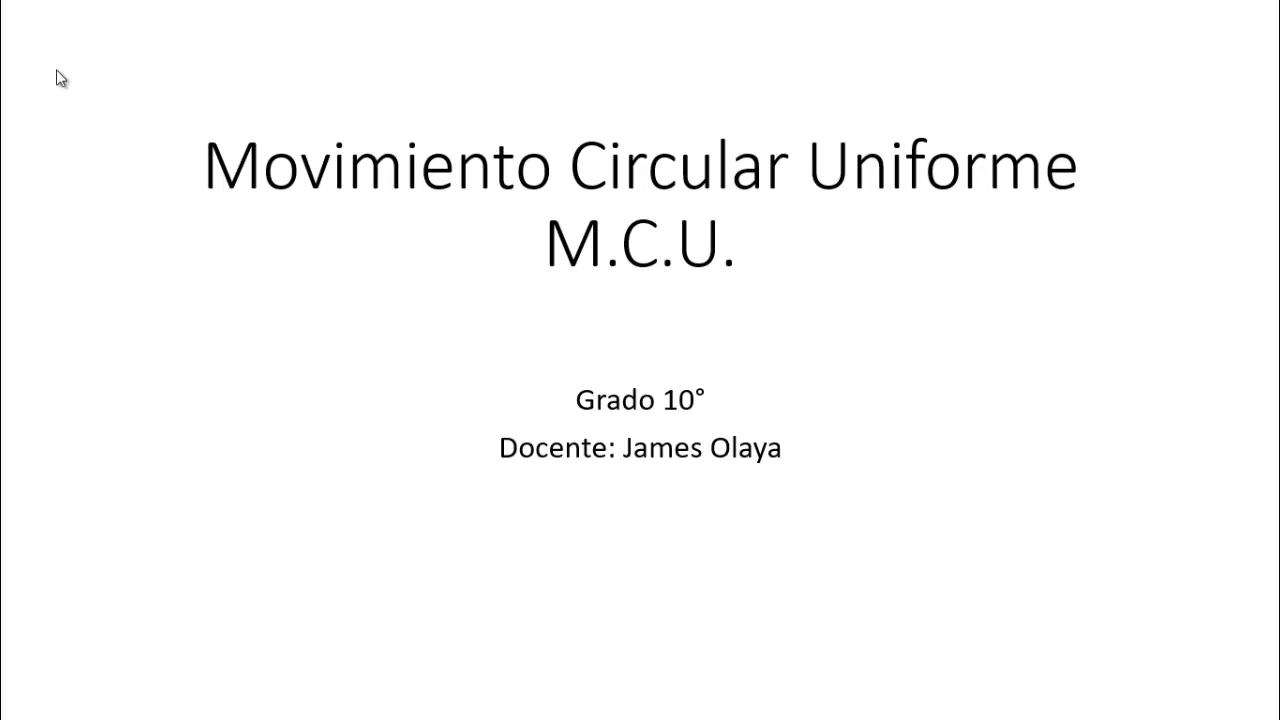 Movimiento Circular Uniforme
M.C.U.
Grado 10°
Docente: James Olaya